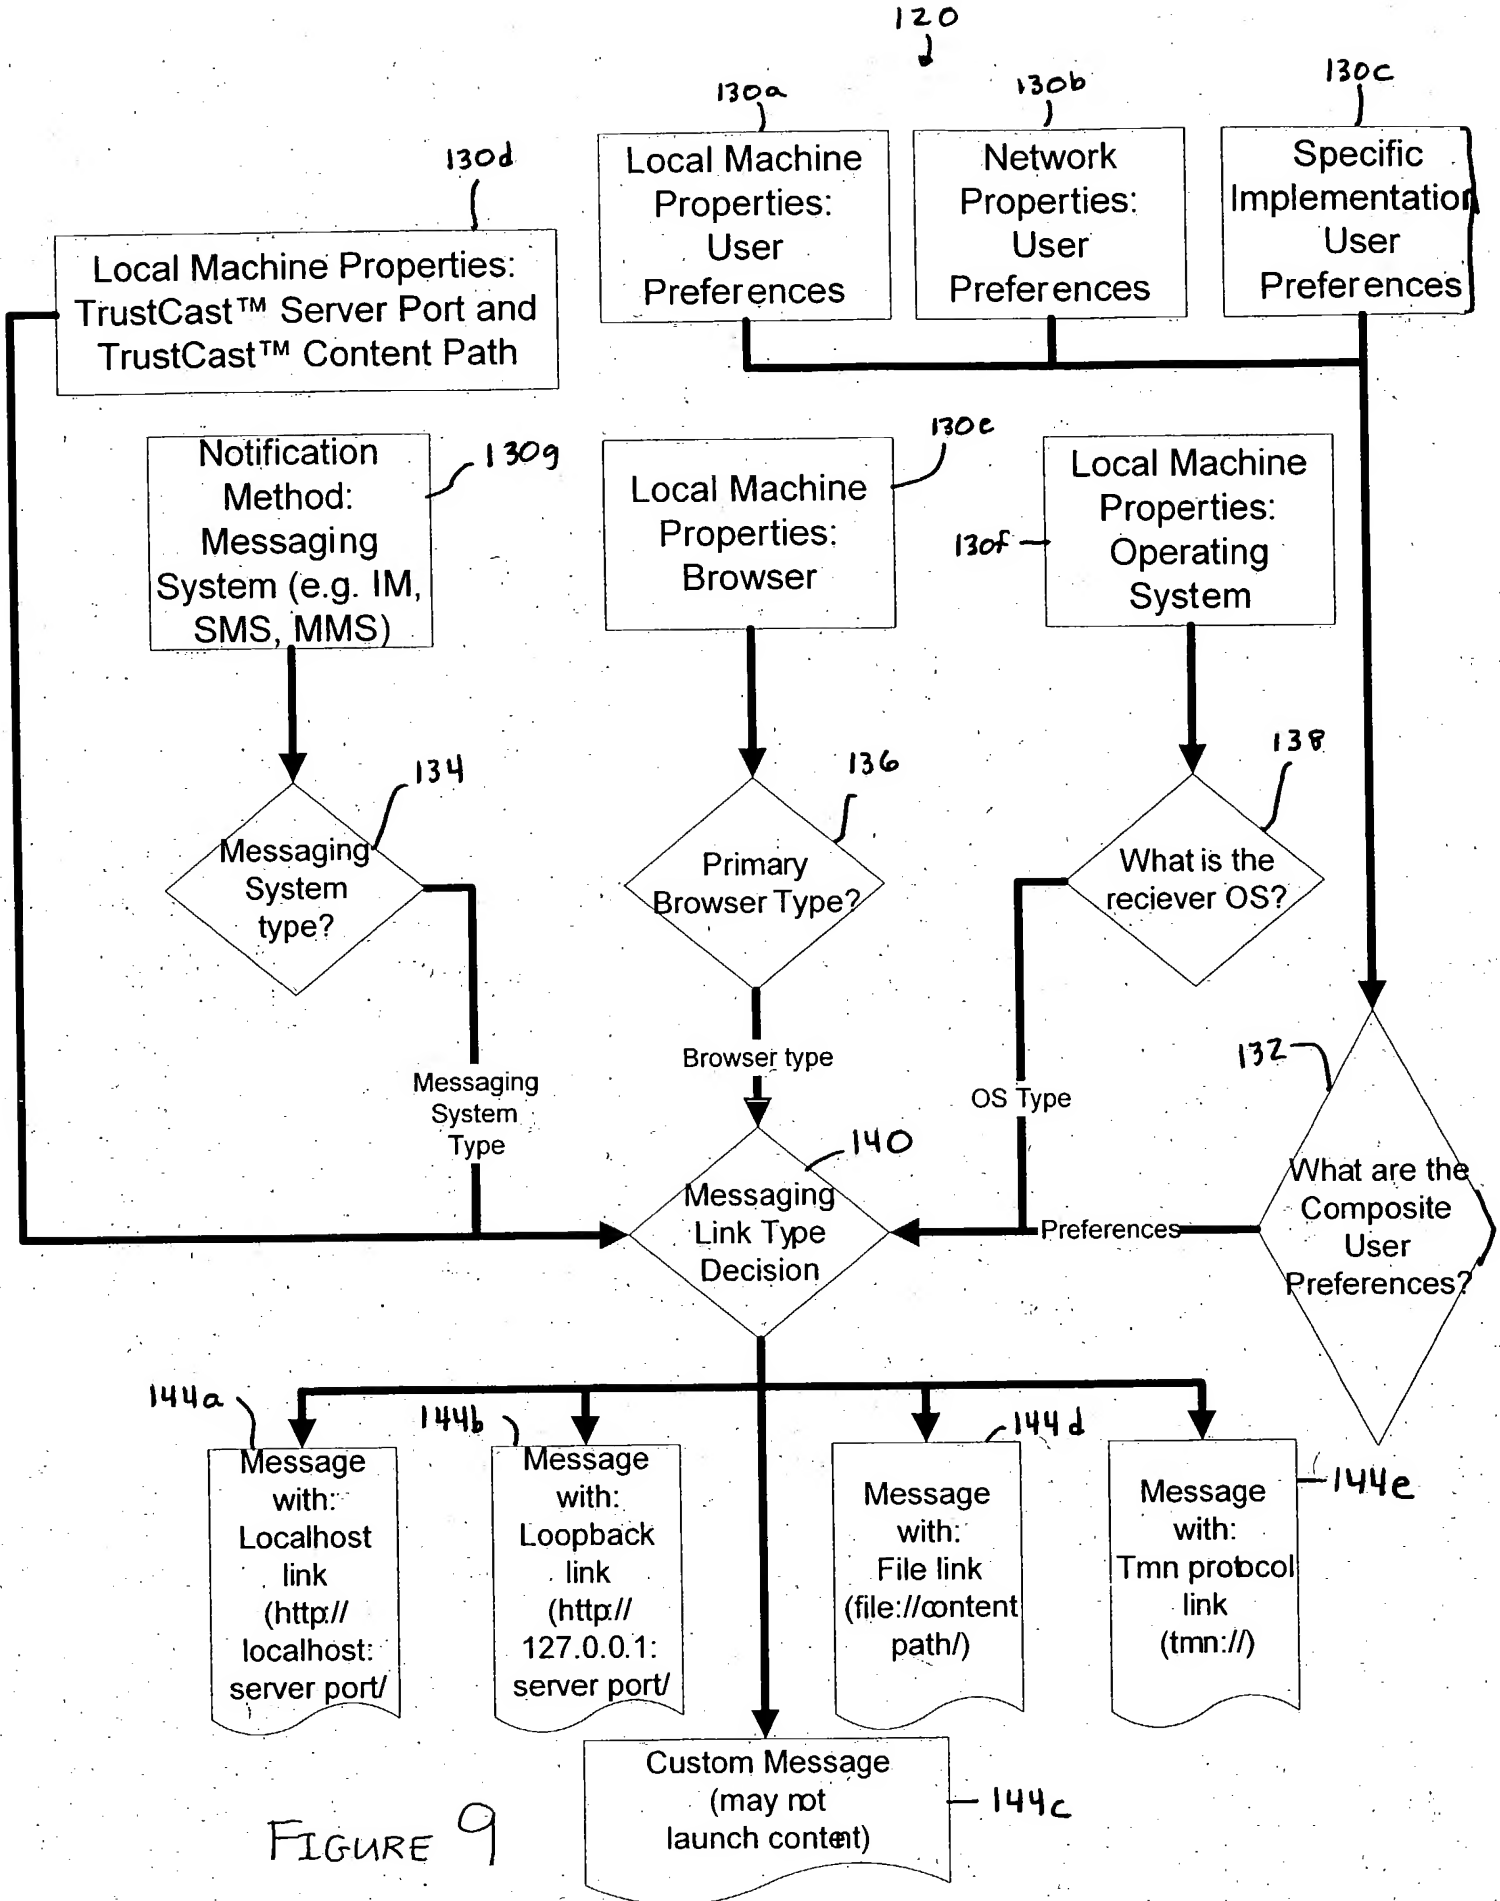 120
130a
130b
130c
130d
Local Machine
Properties:
User
Preferences
Network
Properties:
User
Preferences
Specific
Implementation
User
Preferences
Local Machine Properties:
TrustCast™ Server Port and
TrustCast™ Content Path
130g
Notification
Method:
Messaging
System (e.g. IM,
SMS, MMS)
130e
Local Machine
Properties:
Browser
130f
Local Machine
Properties:
Operating
System
134
Messaging
System
type?
136
Primary
Browser Type?
138
What is the
reciever OS?
Messaging
System
Type
Browser type
OS Type
132
What are the
Composite
User
Preferences?
140
Messaging
Link Type
Decision
Preferences
144a
Message
with:
Localhost
link
(http://
localhost:
server port/
144b
Message
with:
Loopback
link
(http://
127.0.0.1:
server port/
144d
Message
with:
File link
(file://content
path/)
144e
Message
with:
Tmn protocol
link
(tmn://)
Custom Message
(may not
launch content)
144c
FIGURE 9